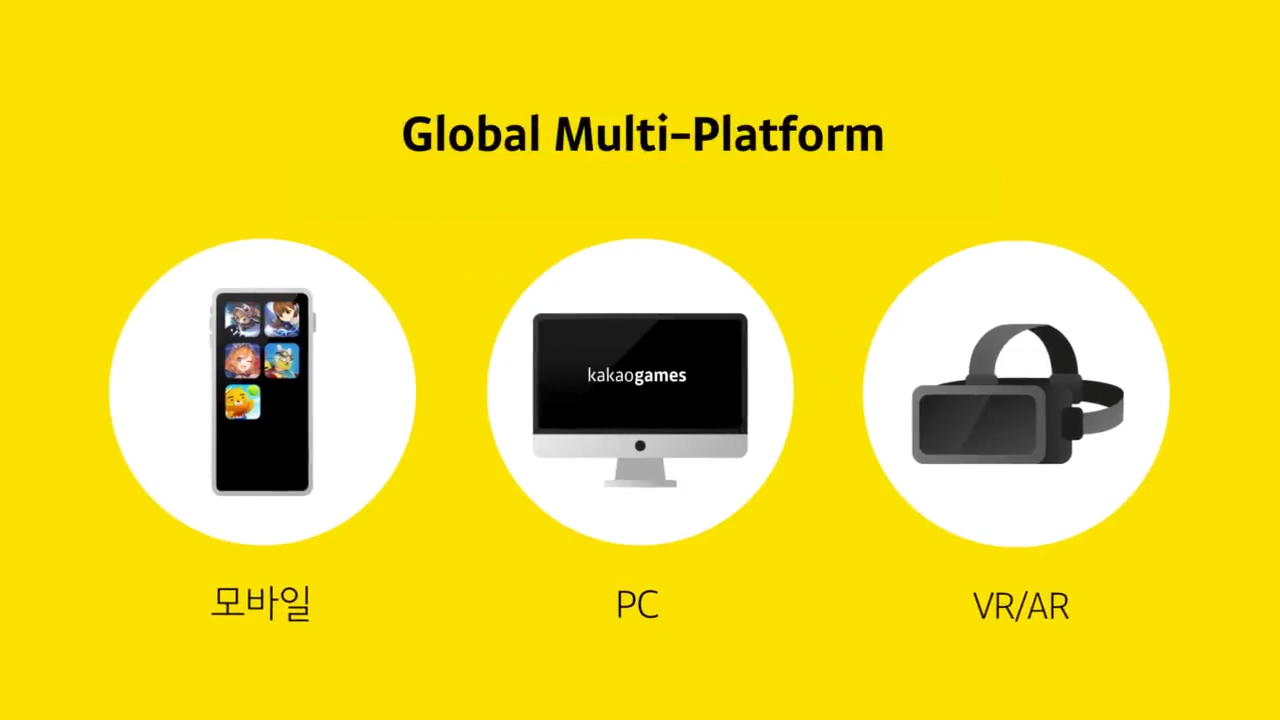 Global Multi-Platform
kakaogames
모바일
PC
VR/AR